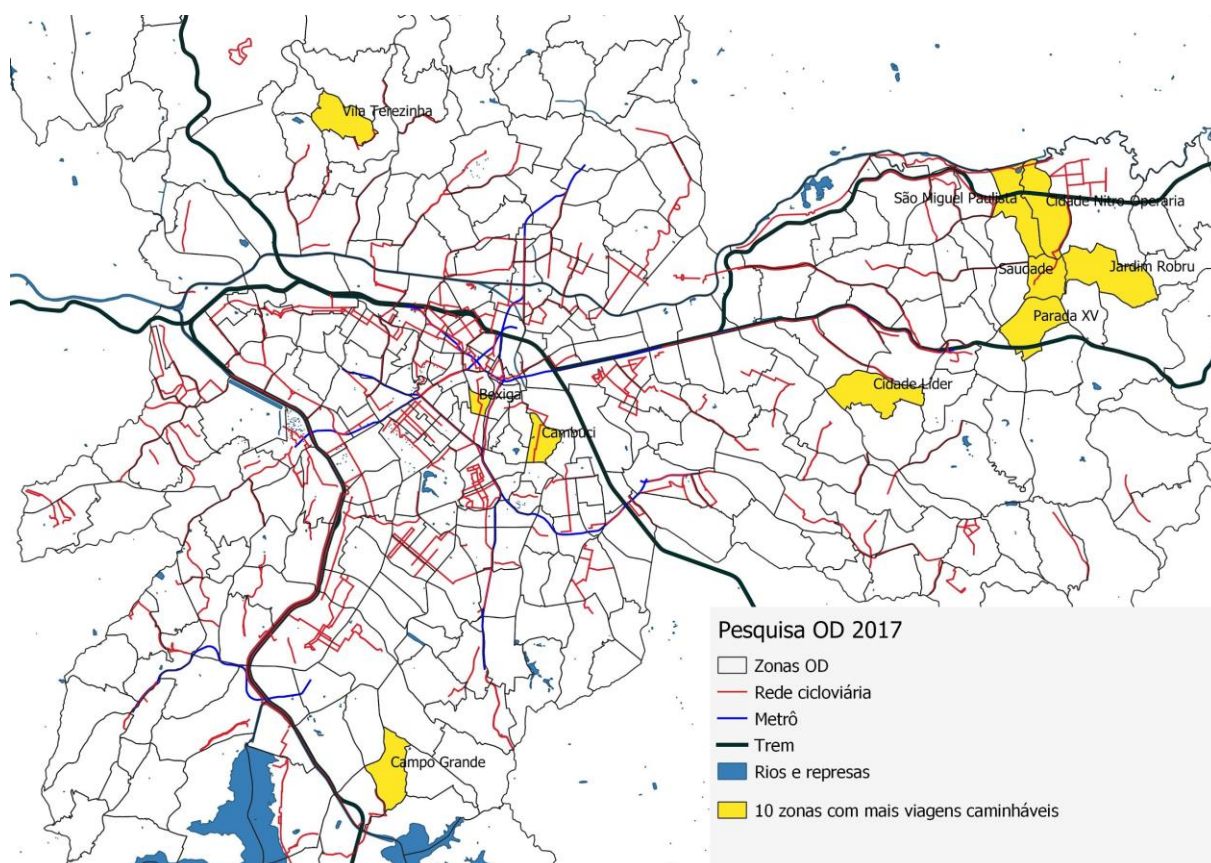 Vila Terezinha
São Miguel Paulista
Cidade Nitro-Operária
Saudade
Jardim Robru
Parada XV
Cidade Líder
Bexiga
Cambuci
Campo Grande
Pesquisa OD 2017
Zonas OD
Rede cicloviária
Metrô
Trem
Rios e represas
10 zonas com mais viagens caminháveis